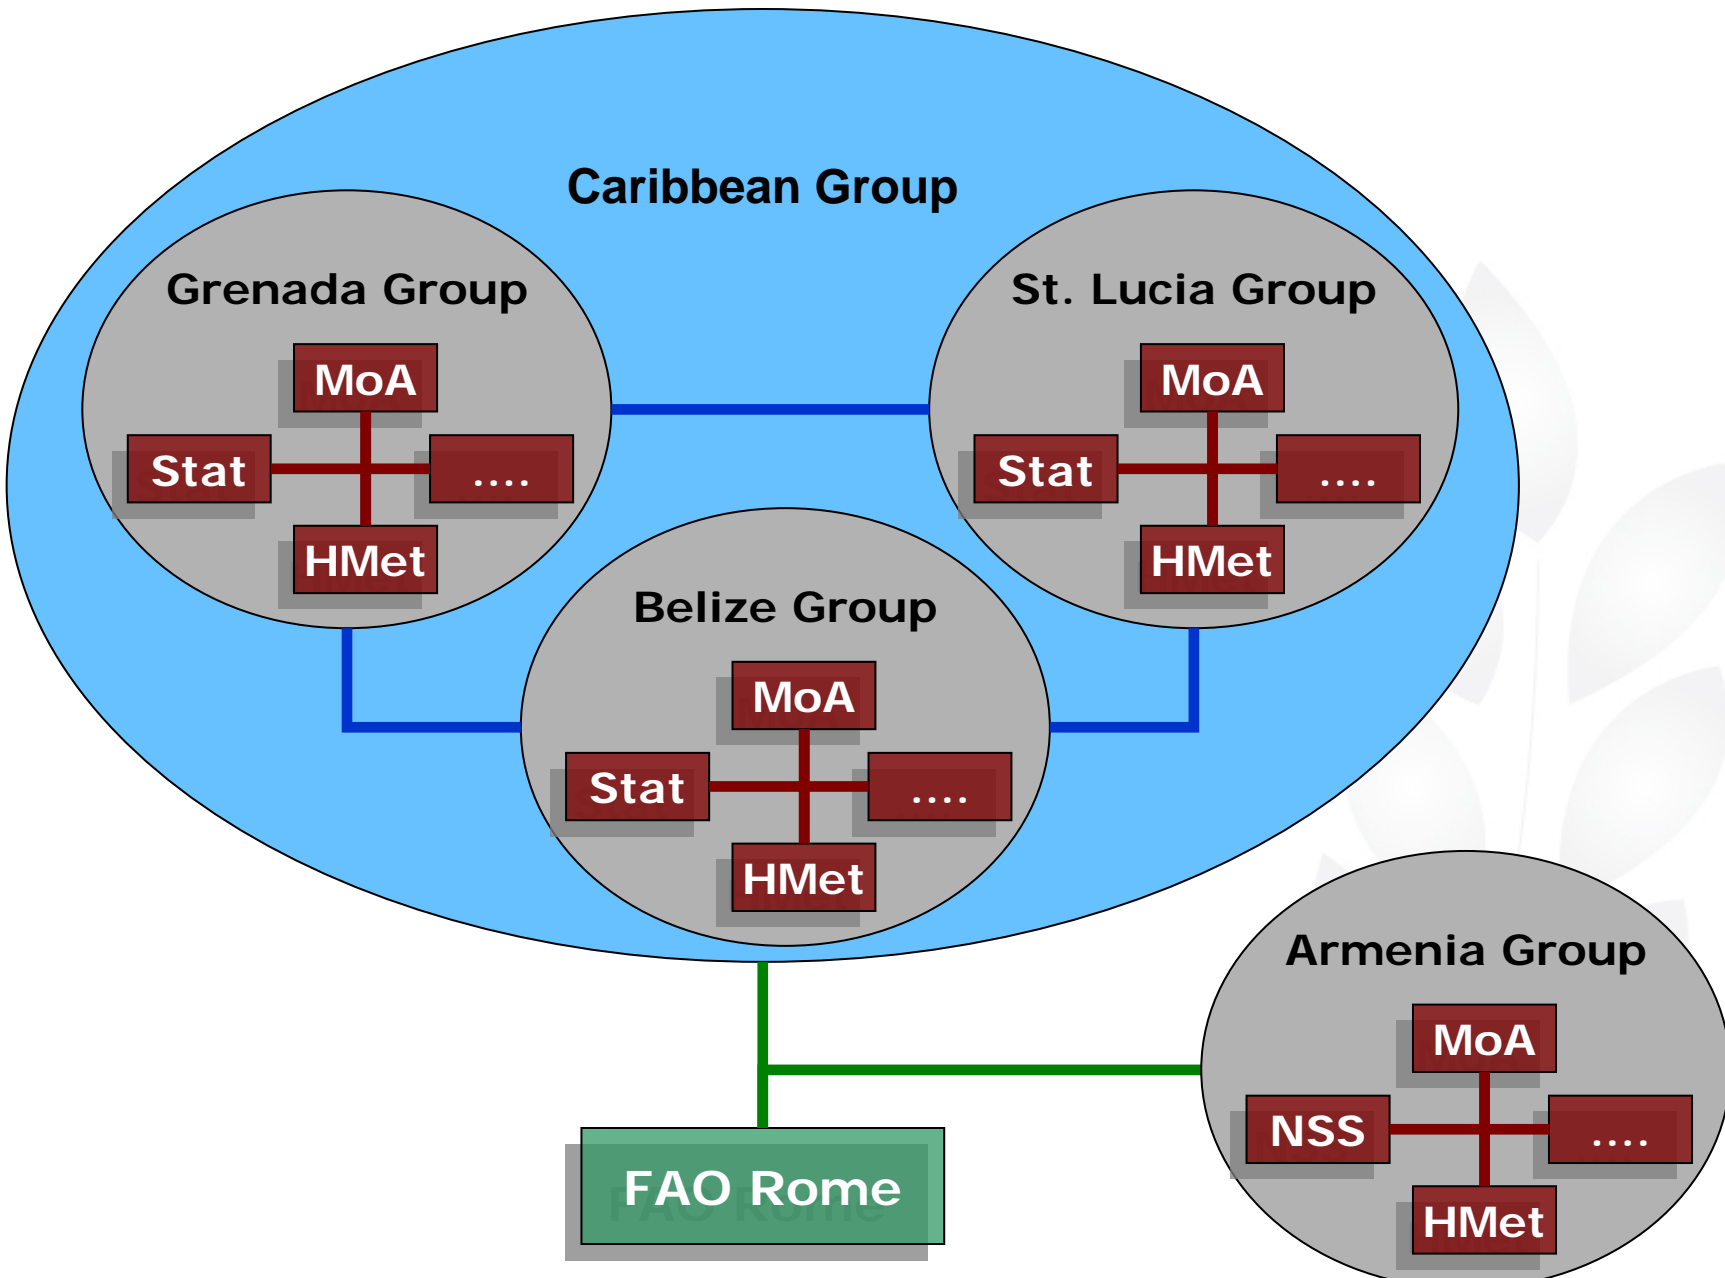 Caribbean Group
Grenada Group
MoA
Stat
....
HMet
St. Lucia Group
MoA
Stat
....
HMet
Belize Group
MoA
Stat
....
HMet
Armenia Group
MoA
NSS
....
HMet
FAO Rome